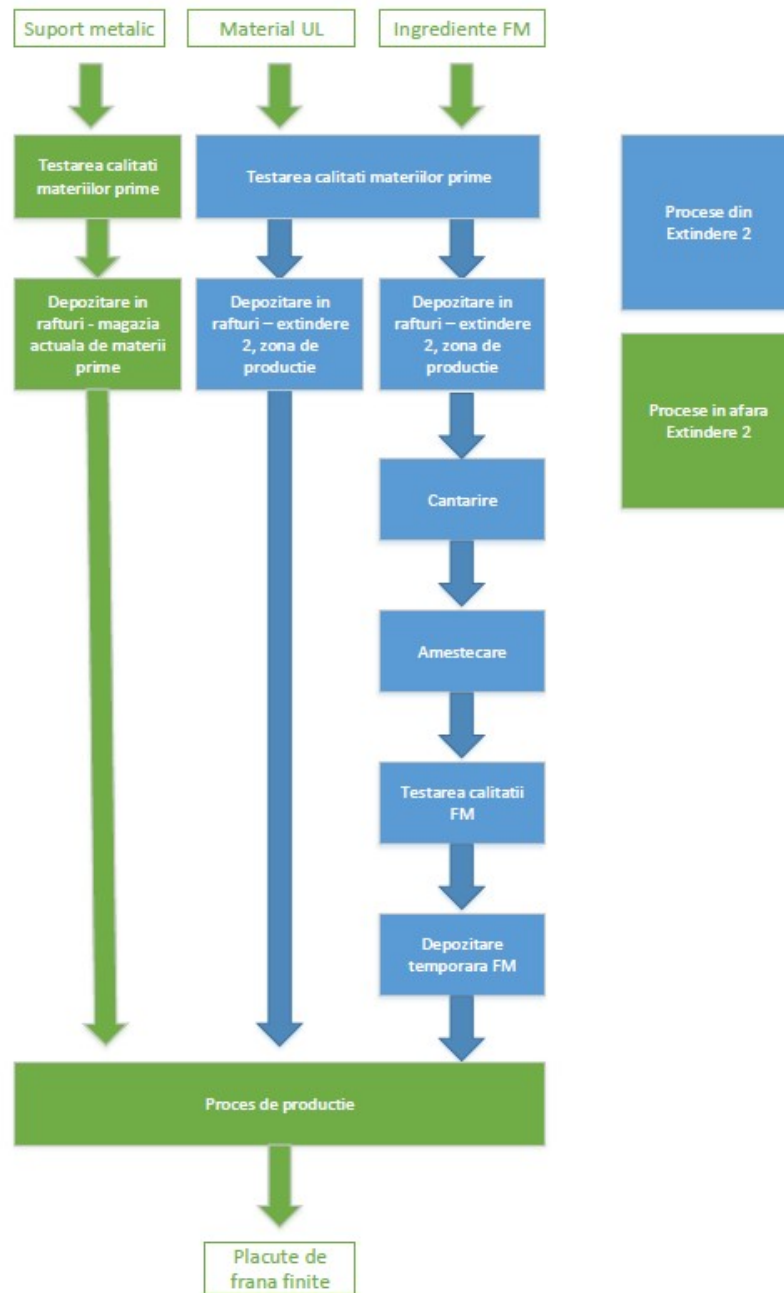 Suport metalic
Material UL
Ingrediente FM
Testarea calitati
materiilor prime
Testarea calitati materiilor prime
Procese din
Extindere 2
Depozitare in
rafturi - magazia
actuala de materii
prime
Depozitare in
rafturi – extindere
2, zona de
productie
Depozitare in
rafturi – extindere
2, zona de
productie
Procese in afara
Extindere 2
Cantarire
Amestecare
Testarea calitatii
FM
Depozitare
temporara FM
Proces de productie
Placute de
frana finite